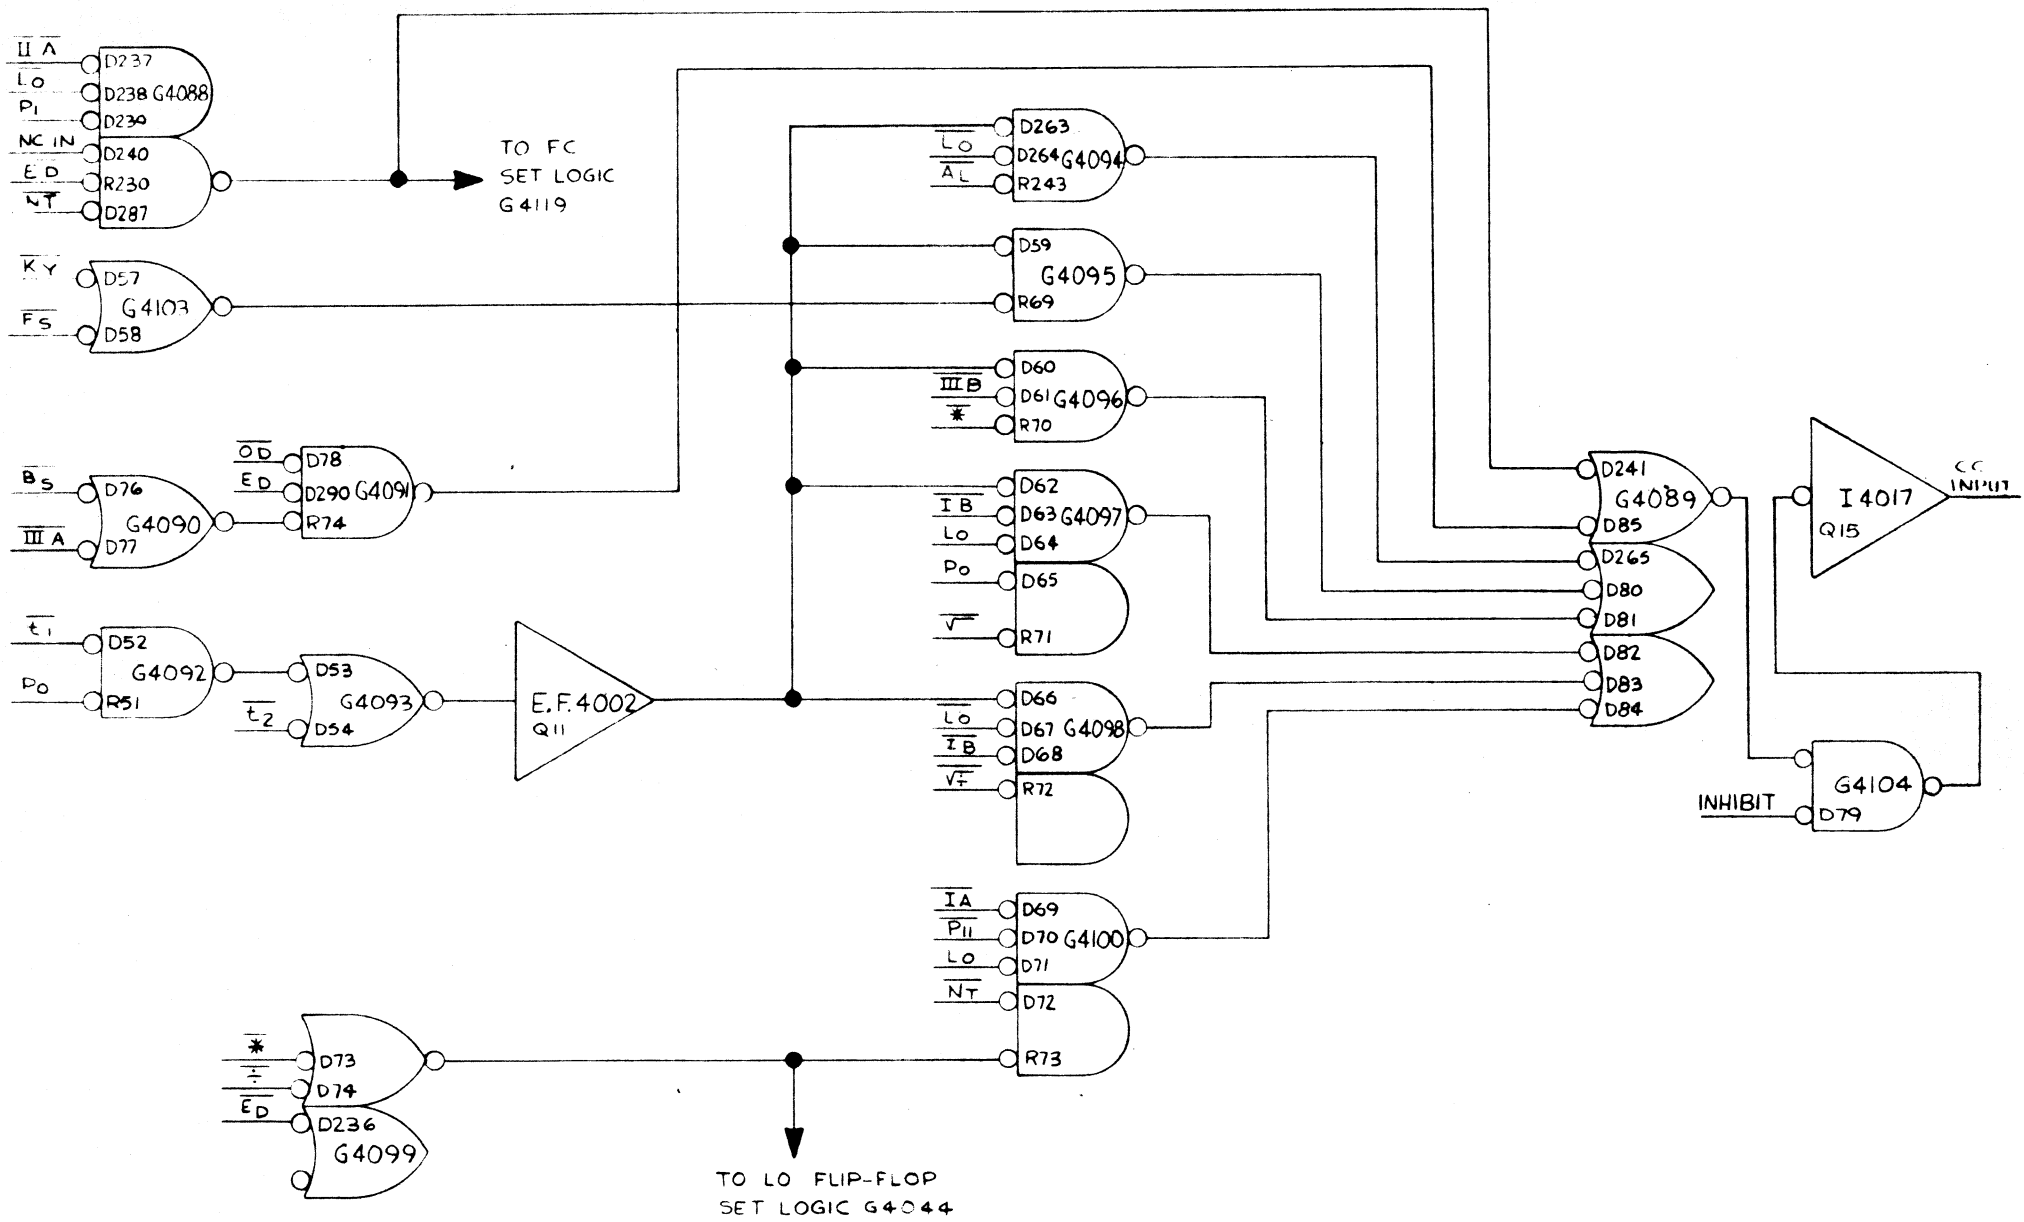 II A
D237
LO
D238 G4088
P1
D239
NC IN
D240
ED
R230
NT
D287
TO FC
SET LOGIC
G4119
KY
D57
G4103
FS
D58
BS
D76
G4090
III A
D77
OD
D78
ED
D290 G4091
R74
t1
D52
G4092
PO
R51
D53
G4093
t2
D54
E.F.4002
Q11
D263
LO
D264 G4094
AL
R243
D59
G4095
R69
D60
III B
D61 G4096
*
R70
D62
I B
D63 G4097
LO
D64
PO
D65
√
R71
D66
LO
D67 G4098
I B
D68
R72
IA
D69
P11
D70 G4100
LO
D71
NT
D72
R73
*
D73
÷
D74
ED
D236
G4099
TO LO FLIP-FLOP
SET LOGIC G4044
D241
G4089
D85
D265
D80
D81
D82
D83
D84
I 4017
Q15
CC
INPUT
G4104
INHIBIT
D79